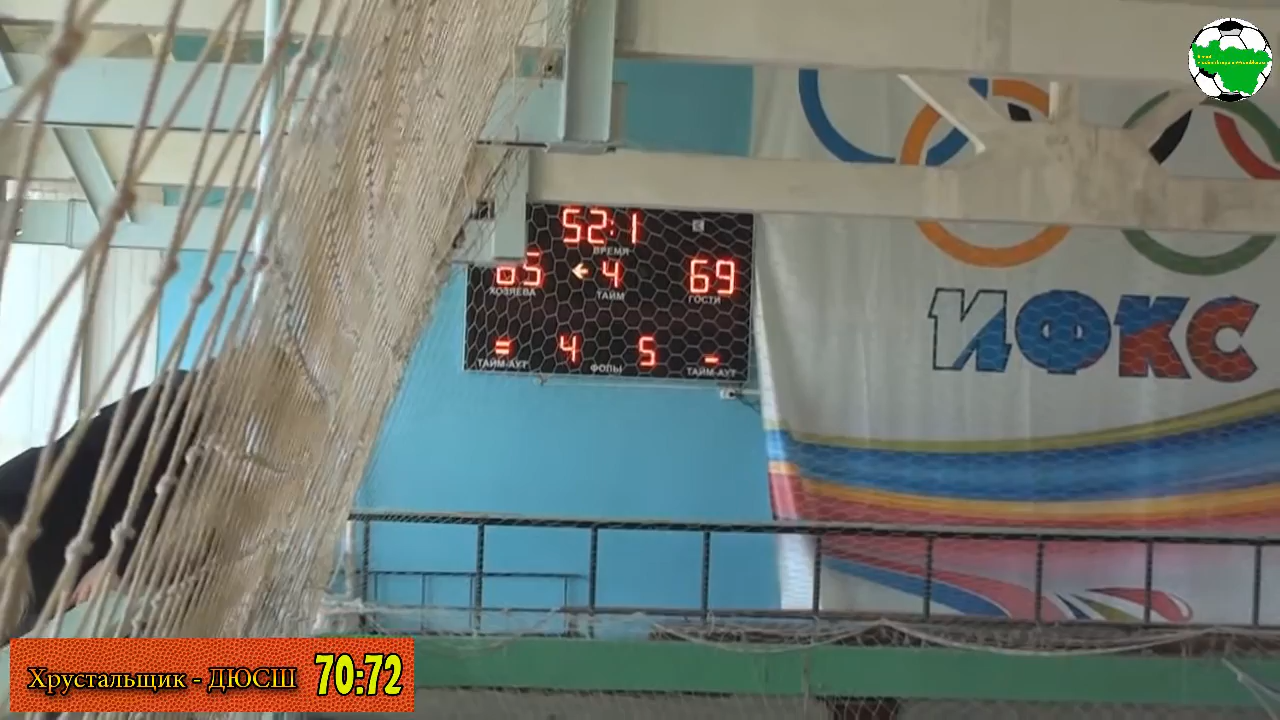 52:1
ВРЕМЯ
4 69
ХОЗЯЕВА ТАЙМ ГОСТИ
= 4 5 -
ТАЙМ-АУТ ФОЛЫ ТАЙМ-АУТ
ИФКС
Хрустальщик - ДЮСШ 70:72